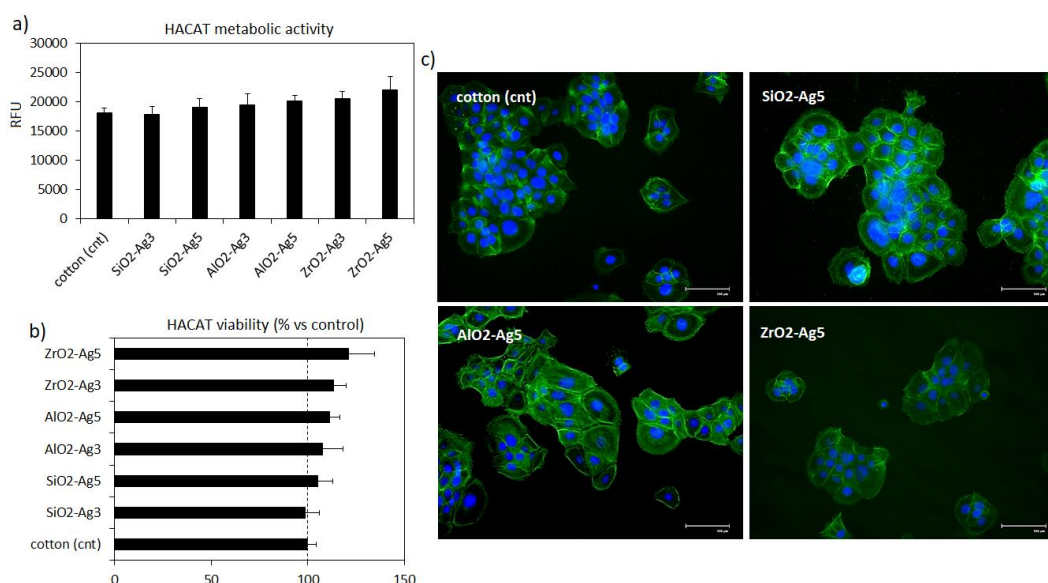 a)
HACAT metabolic activity
RFU
30000
25000
20000
15000
10000
5000
0
cotton (cnt)
SiO2-Ag3
SiO2-Ag5
AlO2-Ag3
AlO2-Ag5
ZrO2-Ag3
ZrO2-Ag5
b)
HACAT viability (% vs control)
ZrO2-Ag5
ZrO2-Ag3
AlO2-Ag5
AlO2-Ag3
SiO2-Ag5
SiO2-Ag3
cotton (cnt)
0
50
100
150
c)
cotton (cnt)
SiO2-Ag5
AlO2-Ag5
ZrO2-Ag5